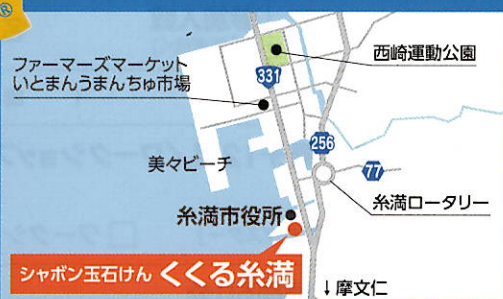 ®
西崎運動公園
ファーマーズマーケット
いとまんうまんちゅ市場
331
256
美々ビーチ
77
糸満ロータリー
糸満市役所
シャボン玉石けん くくる糸満
↓摩文仁